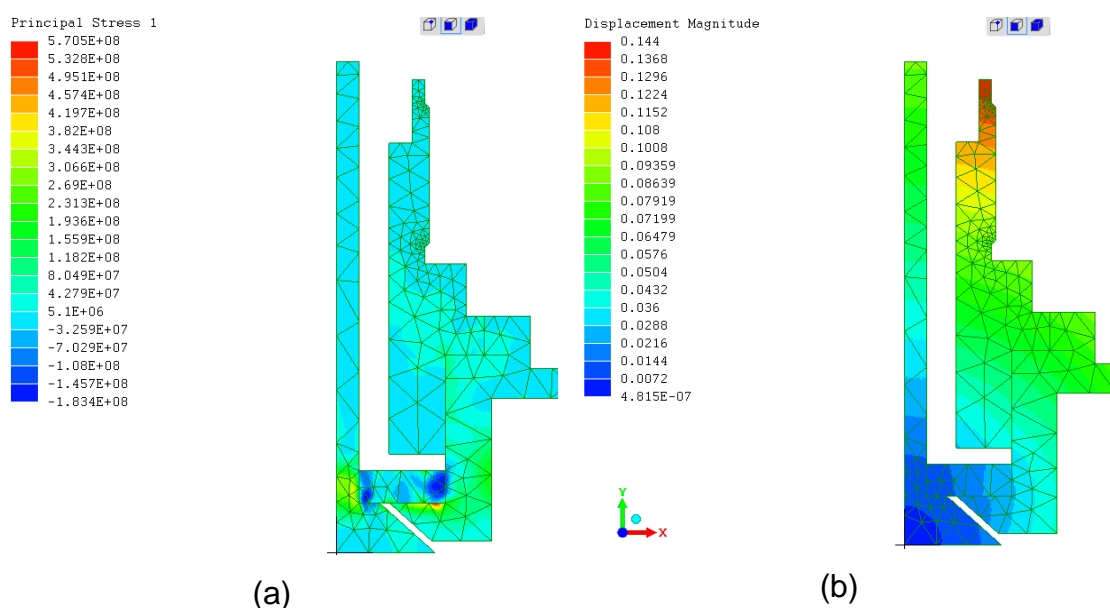 Principal Stress 1
5.705E+08
5.328E+08
4.951E+08
4.574E+08
4.197E+08
3.82E+08
3.443E+08
3.066E+08
2.69E+08
2.313E+08
1.936E+08
1.559E+08
1.182E+08
8.049E+07
4.279E+07
5.1E+06
-3.259E+07
-7.029E+07
-1.08E+08
-1.457E+08
-1.834E+08
(a)
Displacement Magnitude
0.144
0.1368
0.1296
0.1224
0.1152
0.108
0.1008
0.09359
0.08639
0.07919
0.07199
0.06479
0.0576
0.0504
0.0432
0.036
0.0288
0.0216
0.0144
0.0072
4.815E-07
Y
X
(b)